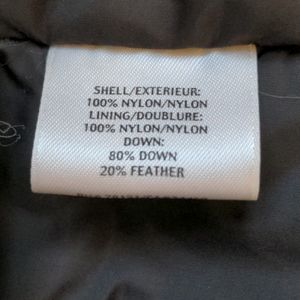 SHELL/EXTERIEUR:
100% NYLON/NYLON
LINING/DOUBLURE:
100% NYLON/NYLON
DOWN:
80% DOWN
20% FEATHER